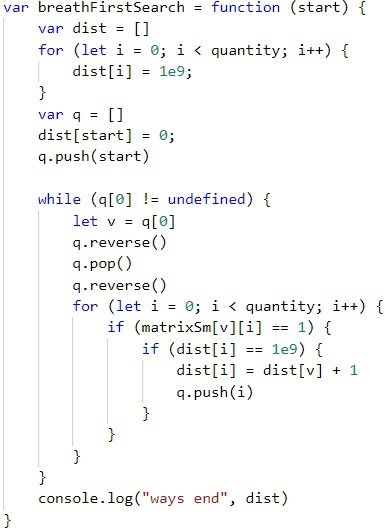 var breathFirstSearch = function (start) {
    var dist = []
    for (let i = 0; i < quantity; i++) {
        dist[i] = 1e9;
    }
    var q = []
    dist[start] = 0;
    q.push(start)

    while (q[0] != undefined) {
        let v = q[0]
        q.reverse()
        q.pop()
        q.reverse()
        for (let i = 0; i < quantity; i++) {
            if (matrixSm[v][i] == 1) {
                if (dist[i] == 1e9) {
                    dist[i] = dist[v] + 1
                    q.push(i)
                }
            }
        }
    }
    console.log("ways end", dist)
}